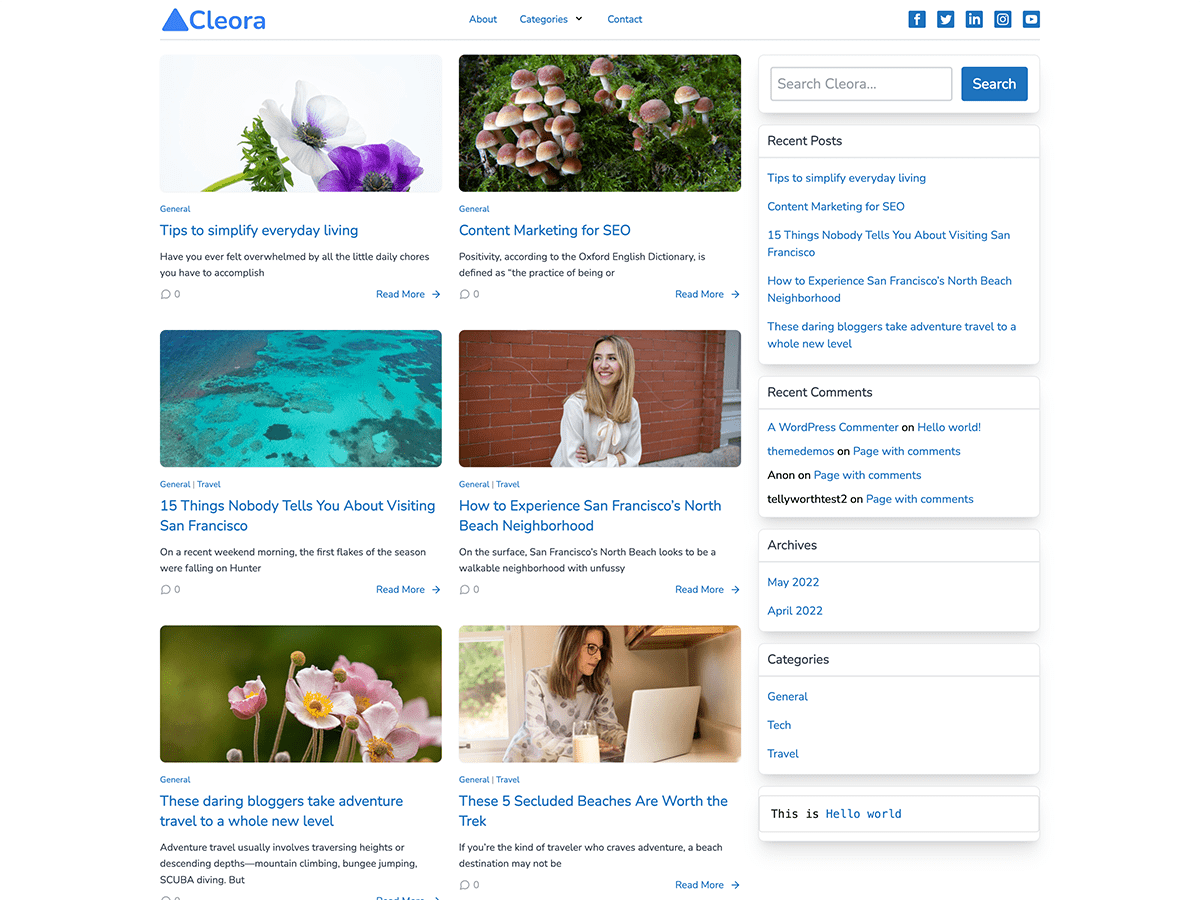 Cleora
About
Categories
Contact
General
Tips to simplify everyday living
Have you ever felt overwhelmed by all the little daily chores
you have to accomplish
0
Read More
General
Content Marketing for SEO
Positivity, according to the Oxford English Dictionary, is
defined as “the practice of being or
0
Read More
General | Travel
15 Things Nobody Tells You About Visiting
San Francisco
On a recent weekend morning, the first flakes of the season
were falling on Hunter
0
Read More
General | Travel
How to Experience San Francisco’s North
Beach Neighborhood
On the surface, San Francisco’s North Beach looks to be a
walkable neighborhood with unfussy
0
Read More
General
These daring bloggers take adventure
travel to a whole new level
Adventure travel usually involves traversing heights or
descending depths—mountain climbing, bungee jumping,
SCUBA diving. But
0
Read More
General | Travel
These 5 Secluded Beaches Are Worth the
Trek
If you’re the kind of traveler who craves adventure, a beach
destination may not be
0
Read More
Search Cleora...
Search
Recent Posts
Tips to simplify everyday living
Content Marketing for SEO
15 Things Nobody Tells You About Visiting San
Francisco
How to Experience San Francisco’s North Beach
Neighborhood
These daring bloggers take adventure travel to a
whole new level
Recent Comments
A WordPress Commenter on Hello world!
themedemos on Page with comments
Anon on Page with comments
tellyworthtest2 on Page with comments
Archives
May 2022
April 2022
Categories
General
Tech
Travel
This is Hello world